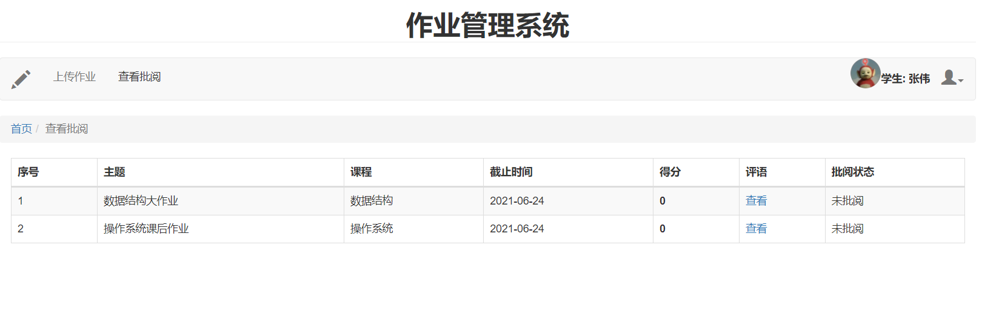 作业管理系统
上传作业 查看批阅 学生: 张伟
首页 / 查看批阅
序号 主题 课程 截止时间 得分 评语 批阅状态
1 数据结构大作业 数据结构 2021-06-24 0 查看 未批阅
2 操作系统课后作业 操作系统 2021-06-24 0 查看 未批阅